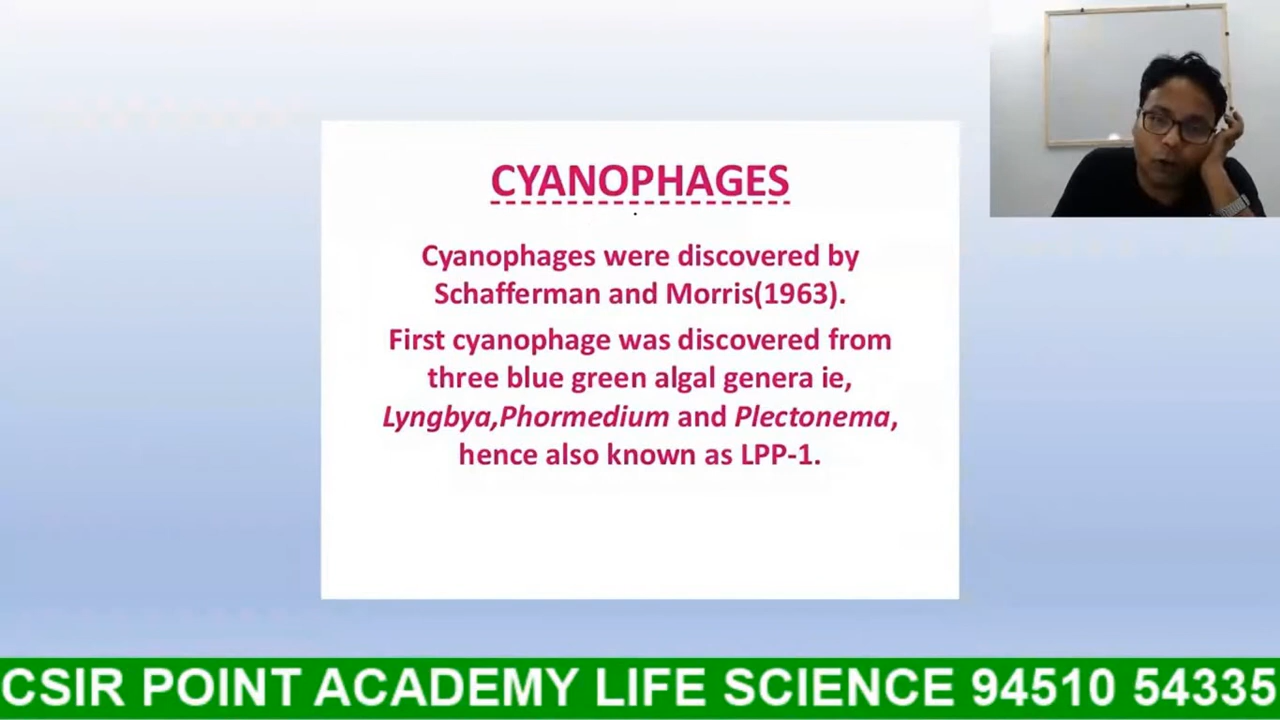 CYANOPHAGES
Cyanophages were discovered by
Schafferman and Morris(1963).
First cyanophage was discovered from
three blue green algal genera ie,
Lyngbya,Phormedium and Plectonema,
hence also known as LPP-1.
CSIR POINT ACADEMY LIFE SCIENCE 94510 54335